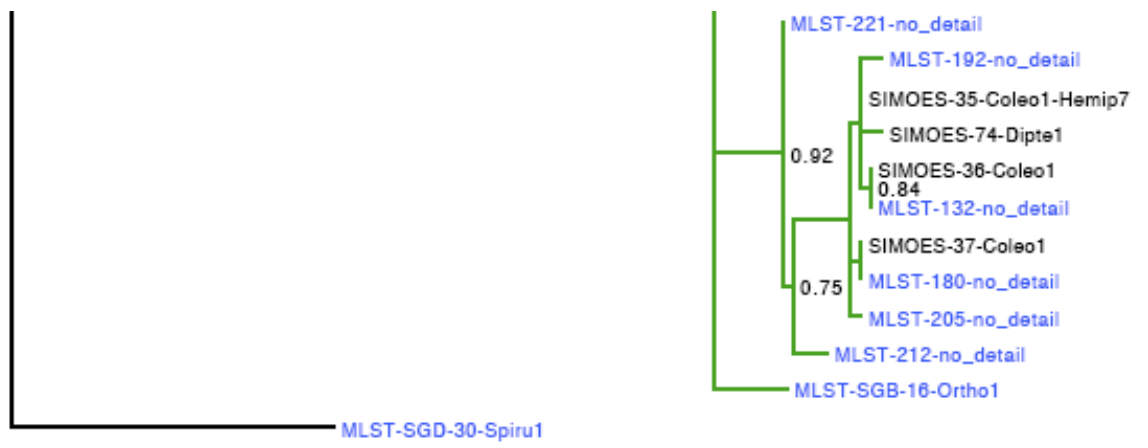 MLST-221-no_detail
MLST-192-no_detail
SIMOES-35-Coleo1-Hemip7
SIMOES-74-Dipte1
0.92
SIMOES-36-Coleo1
0.84
MLST-132-no_detail
SIMOES-37-Coleo1
MLST-180-no_detail
0.75
MLST-205-no_detail
MLST-212-no_detail
MLST-SGB-16-Ortho1
MLST-SGD-30-Spiru1